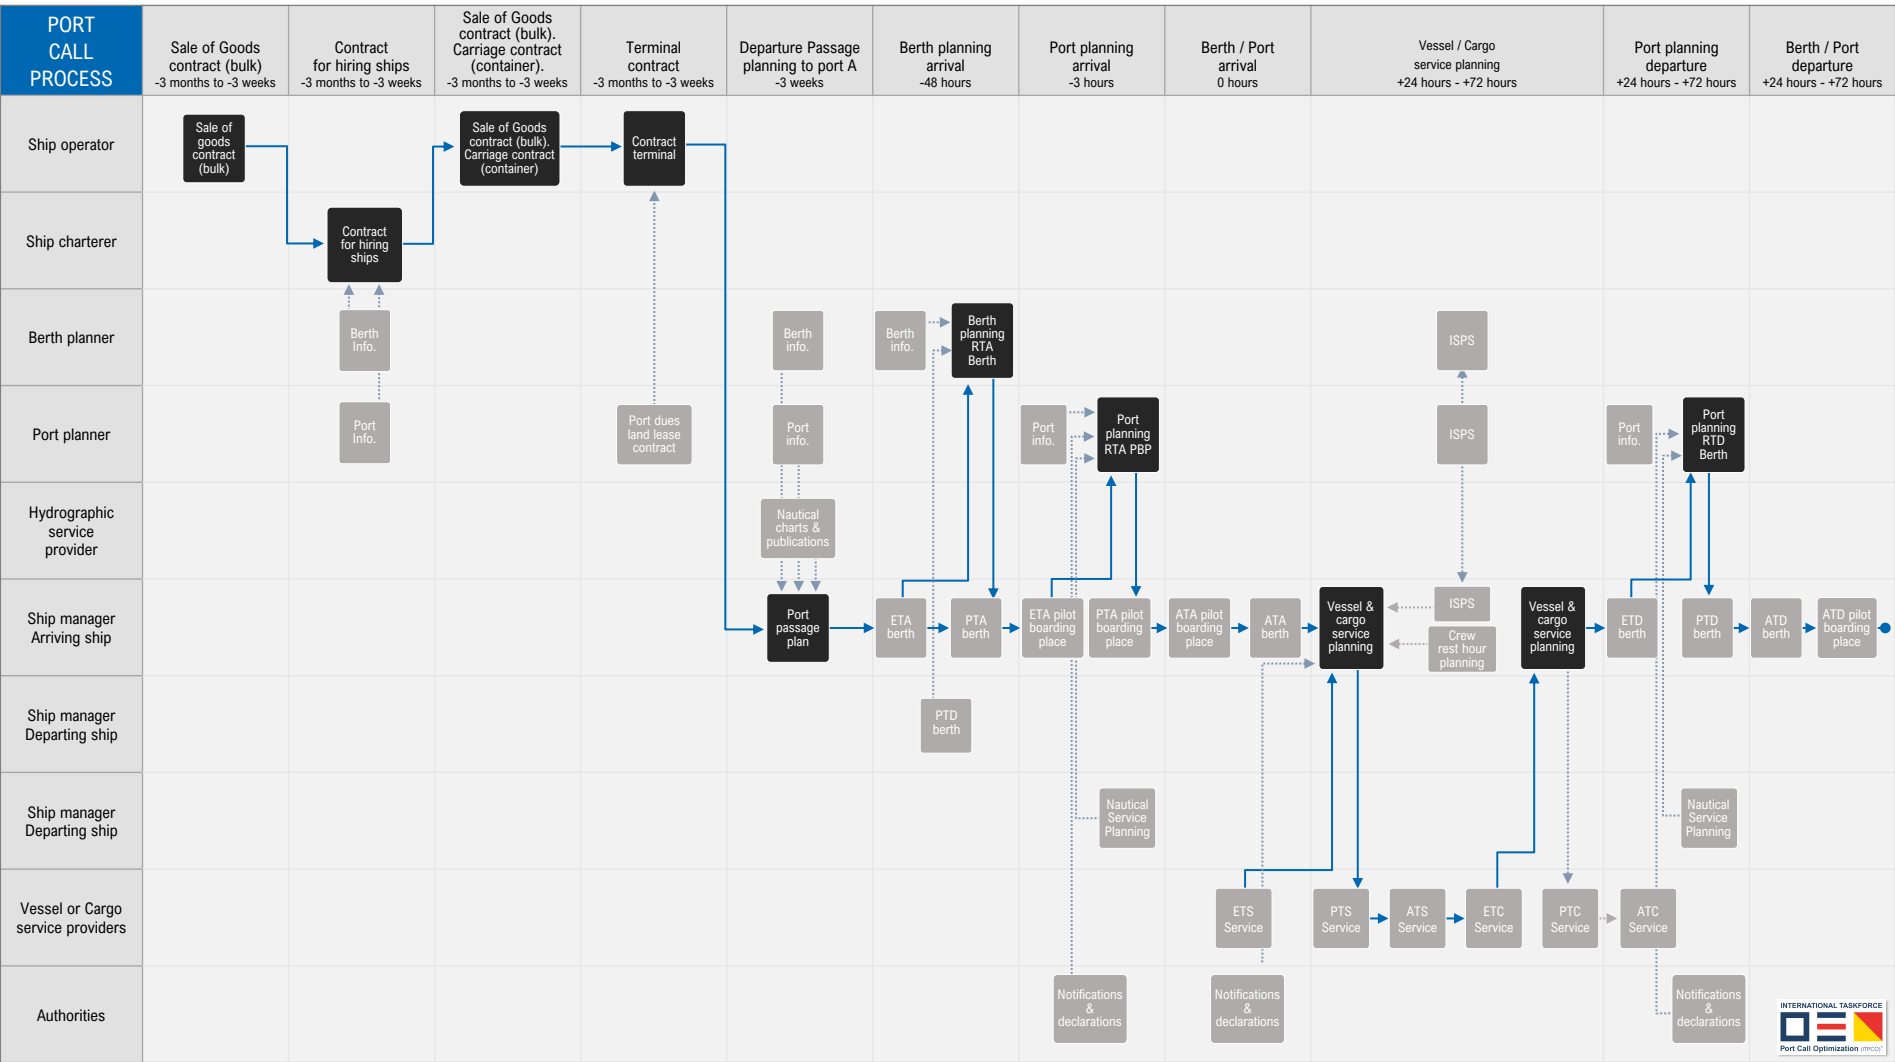 PORT
CALL
PROCESS
Sale of Goods
contract (bulk)
-3 months to -3 weeks
Contract
for hiring ships
-3 months to -3 weeks
Sale of Goods
contract (bulk).
Carriage contract
(container).
-3 months to -3 weeks
Terminal
contract
-3 months to -3 weeks
Departure Passage
planning to port A
-3 weeks
Berth planning
arrival
-48 hours
Port planning
arrival
-3 hours
Berth / Port
arrival
0 hours
Vessel / Cargo
service planning
+24 hours - +72 hours
Port planning
departure
+24 hours - +72 hours
Berth / Port
departure
+24 hours - +72 hours
Ship operator
Sale of
goods
contract
(bulk)
Sale of Goods
contract (bulk).
Carriage contract
(container)
Contract
terminal
Ship charterer
Contract
for hiring
ships
Berth planner
Berth
Info.
Berth
info.
Berth
info.
Berth
planning
RTA
Berth
ISPS
Port planner
Port
Info.
Port dues
land lease
contract
Port
info.
Port
info.
Port
planning
RTA PBP
ISPS
Port
info.
Port
planning
RTD
Berth
Hydrographic
service
provider
Nautical
charts &
publications
Ship manager
Arriving ship
Port
passage
plan
ETA
berth
PTA
berth
ETA pilot
boarding
place
PTA pilot
boarding
place
ATA pilot
boarding
place
ATA
berth
Vessel &
cargo
service
planning
ISPS
Crew
rest hour
planning
Vessel &
cargo
service
planning
ETD
berth
PTD
berth
ATD
berth
ATD pilot
boarding
place
Ship manager
Departing ship
PTD
berth
Ship manager
Departing ship
Nautical
Service
Planning
Nautical
Service
Planning
Vessel or Cargo
service providers
ETS
Service
PTS
Service
ATS
Service
ETC
Service
PTC
Service
ATC
Service
Authorities
Notifications
&
declarations
Notifications
&
declarations
Notifications
&
declarations
INTERNATIONAL TASKFORCE
Port Call Optimization (ITPCO)